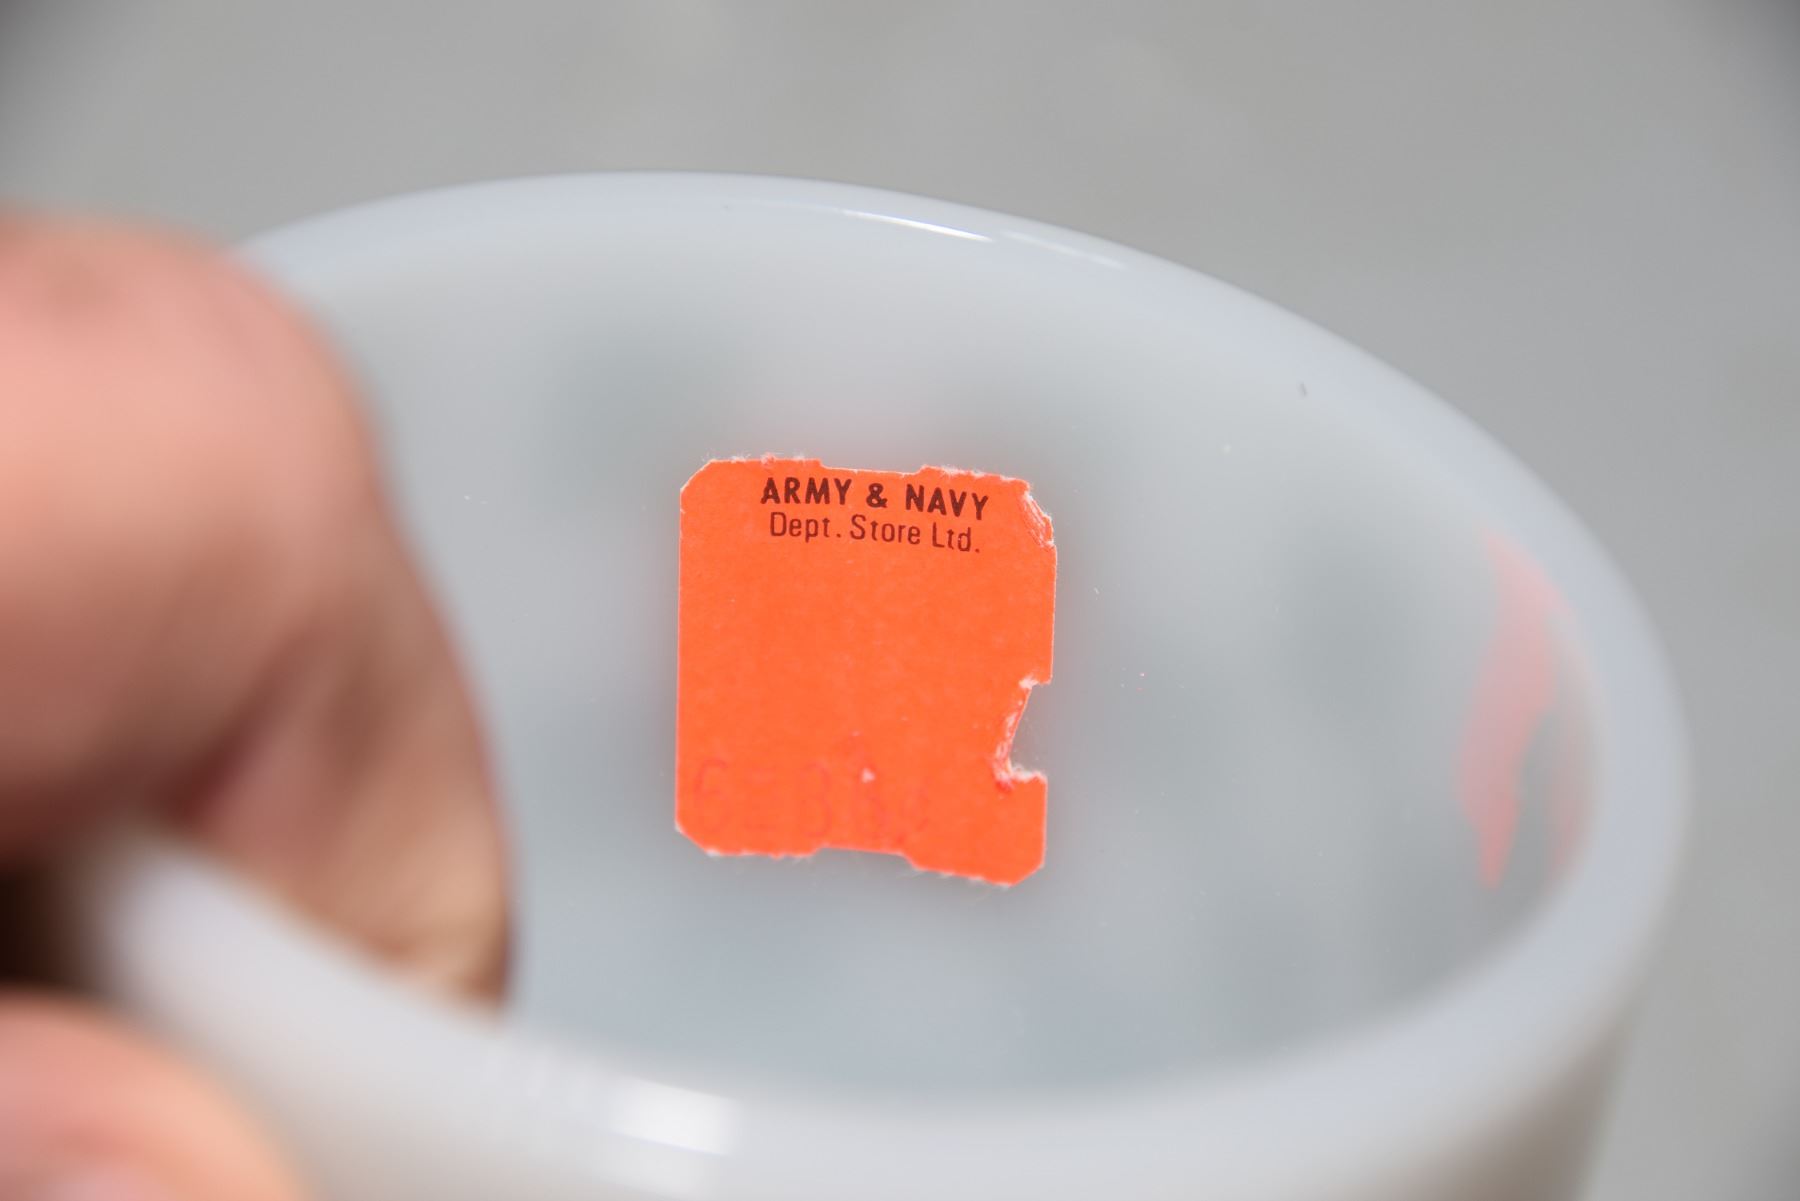 ARMY & NAVY
Dept. Store Ltd.